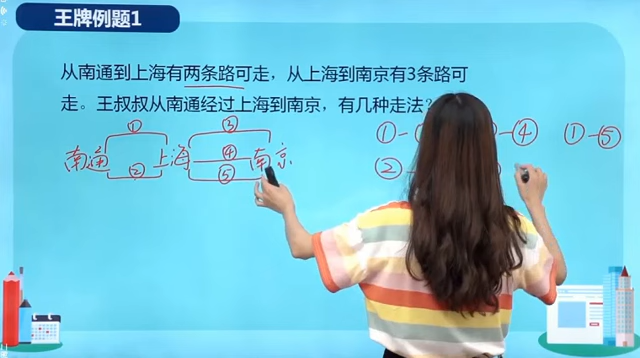 王牌例题1
从南通到上海有两条路可走，从上海到南京有3条路可
走。王叔叔从南通经过上海到南京，有几种走法？
① ③
南通 上海 ④ 南京
② ⑤
①- -④ ①-⑤
②-